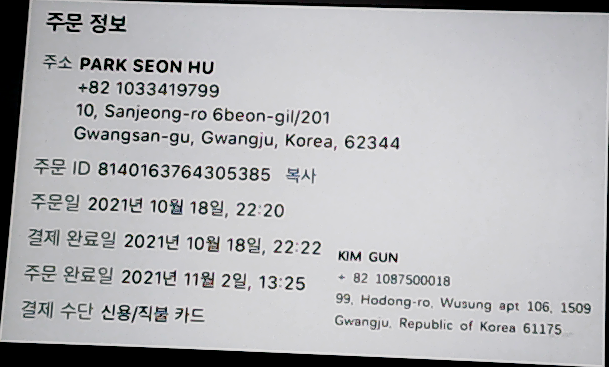 주문 정보
주소 PARK SEON HU
+82 1033419799
10, Sanjeong-ro 6beon-gil/201
Gwangsan-gu, Gwangju, Korea, 62344
주문 ID 8140163764305385 복사
주문일 2021년 10월 18일, 22:20
결제 완료일 2021년 10월 18일, 22:22
주문 완료일 2021년 11월 2일, 13:25
결제 수단 신용/직불 카드
KIM GUN
+ 82 1087500018
99, Hodong-ro, Wusung apt 106, 1509
Gwangju, Republic of Korea 61175